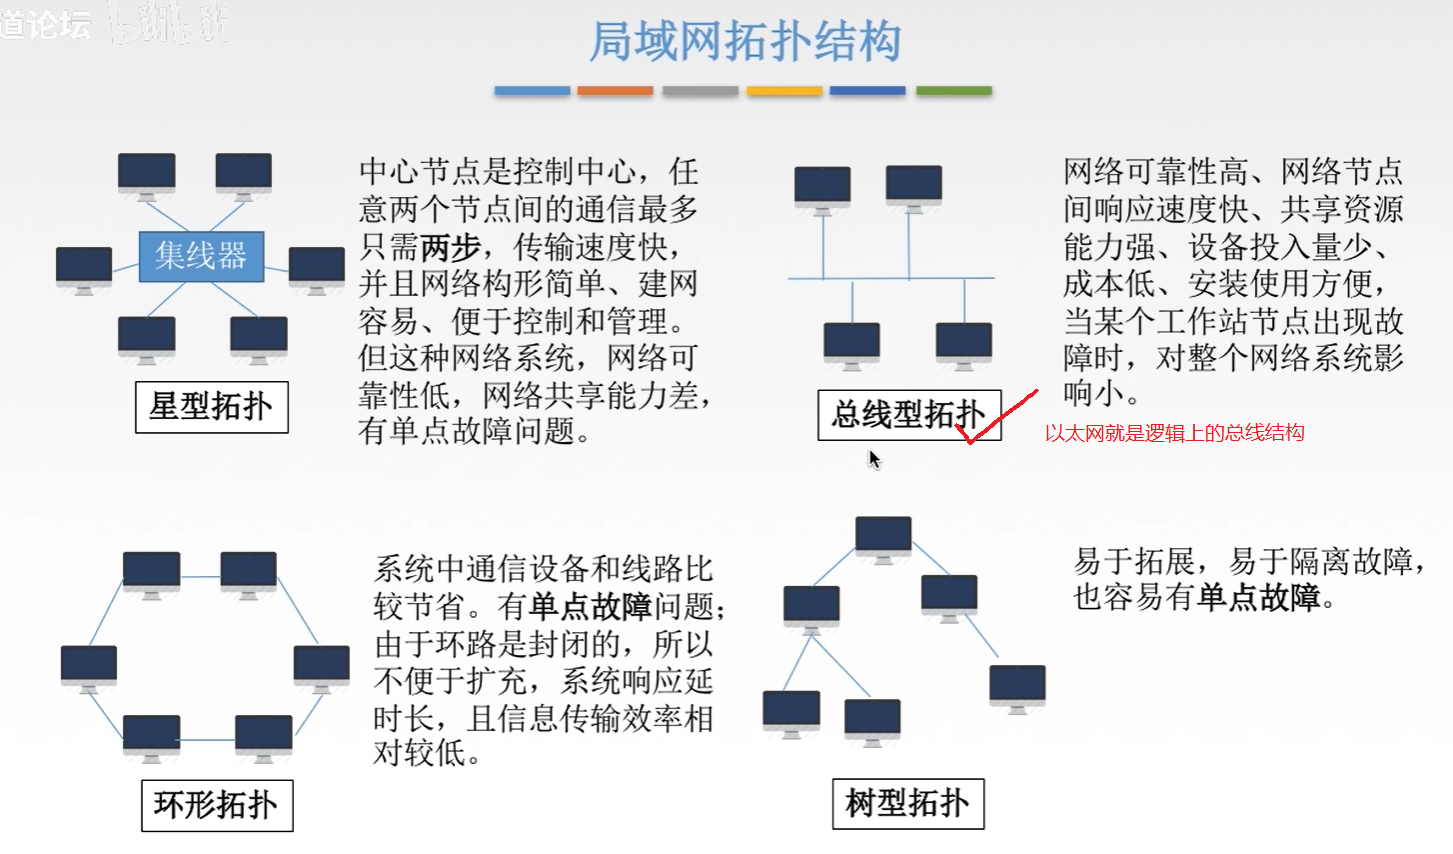 道论坛 bilibili
局域网拓扑结构
集线器
星型拓扑
中心节点是控制中心，任
意两个节点间的通信最多
只需两步，传输速度快，
并且网络构形简单、建网
容易、便于控制和管理。
但这种网络系统，网络可
靠性低，网络共享能力差，
有单点故障问题。
总线型拓扑
网络可靠性高、网络节点
间响应速度快、共享资源
能力强、设备投入量少、
成本低、安装使用方便，
当某个工作站节点出现故
障时，对整个网络系统影
响小。
以太网就是逻辑上的总线结构
环形拓扑
系统中通信设备和线路比
较节省。有单点故障问题；
由于环路是封闭的，所以
不便于扩充，系统响应延
时长，且信息传输效率相
对较低。
树型拓扑
易于拓展，易于隔离故障，
也容易有单点故障。